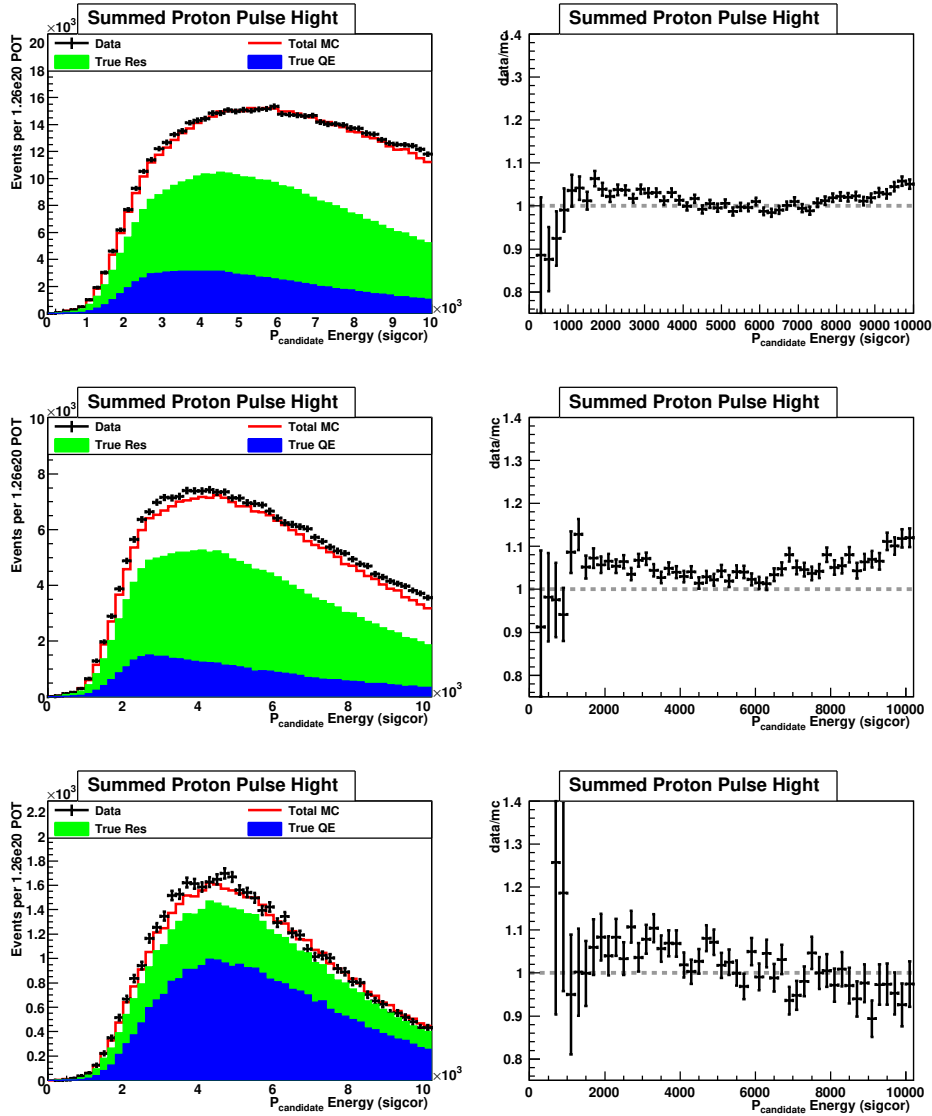 Summed Proton Pulse Hight
×10³
Events per 1.26e20 POT
Data
Total MC
True Res
True QE
20
18
16
14
12
10
8
6
4
2
0
0 1 2 3 4 5 6 7 8 9 10
×10³
P candidate Energy (sigcor)
Summed Proton Pulse Hight
data/mc
1.4
1.3
1.2
1.1
1
0.9
0.8
0 1000 2000 3000 4000 5000 6000 7000 8000 9000 10000
P candidate Energy (sigcor)
Summed Proton Pulse Hight
×10³
Events per 1.26e20 POT
Data
Total MC
True Res
True QE
10
8
6
4
2
0
0 2 4 6 8 10
×10³
P candidate Energy (sigcor)
Summed Proton Pulse Hight
data/mc
1.4
1.3
1.2
1.1
1
0.9
0.8
0 2000 4000 6000 8000 10000
P candidate Energy (sigcor)
Summed Proton Pulse Hight
×10³
Events per 1.26e20 POT
Data
Total MC
True Res
True QE
2.2
2
1.8
1.6
1.4
1.2
1
0.8
0.6
0.4
0.2
0
0 2 4 6 8 10
×10³
P candidate Energy (sigcor)
Summed Proton Pulse Hight
data/mc
1.4
1.3
1.2
1.1
1
0.9
0.8
0 2000 4000 6000 8000 10000
P candidate Energy (sigcor)